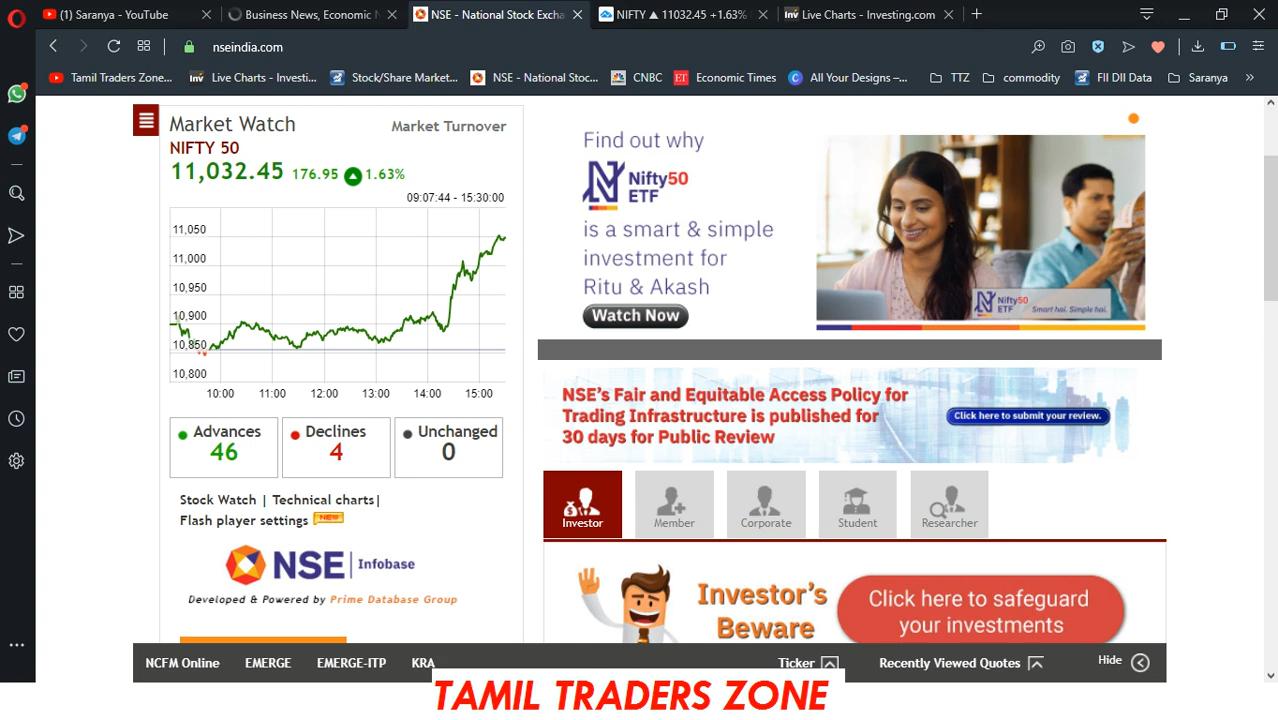 (1) Saranya - YouTube
Business News, Economic N
NSE - National Stock Excha
NIFTY ▲ 11032.45 +1.63%
Live Charts - Investing.com
nseindia.com
Tamil Traders Zone...
Live Charts - Investi...
Stock/Share Market...
NSE - National Stoc...
CNBC
Economic Times
All Your Designs –...
TTZ
commodity
FII DII Data
Saranya
Market Watch
Market Turnover
NIFTY 50
11,032.45 176.95 1.63%
09:07:44 - 15:30:00
11,050
11,000
10,950
10,900
10,850
10,800
10:00 11:00 12:00 13:00 14:00 15:00
Advances
46
Declines
4
Unchanged
0
Stock Watch | Technical charts|
Flash player settings NEW
NSE Infobase
Developed & Powered by Prime Database Group
Find out why
Nifty50
ETF
is a smart & simple
investment for
Ritu & Akash
Watch Now
Nifty50
ETF
Smart hai. Simple hai.
NSE's Fair and Equitable Access Policy for
Trading Infrastructure is published for
30 days for Public Review
Click here to submit your review.
Investor
Member
Corporate
Student
Researcher
Investor's
Beware
Click here to safeguard
your investments
NCFM Online
EMERGE
EMERGE-ITP
KRA
Ticker
Recently Viewed Quotes
Hide
TAMIL TRADERS ZONE